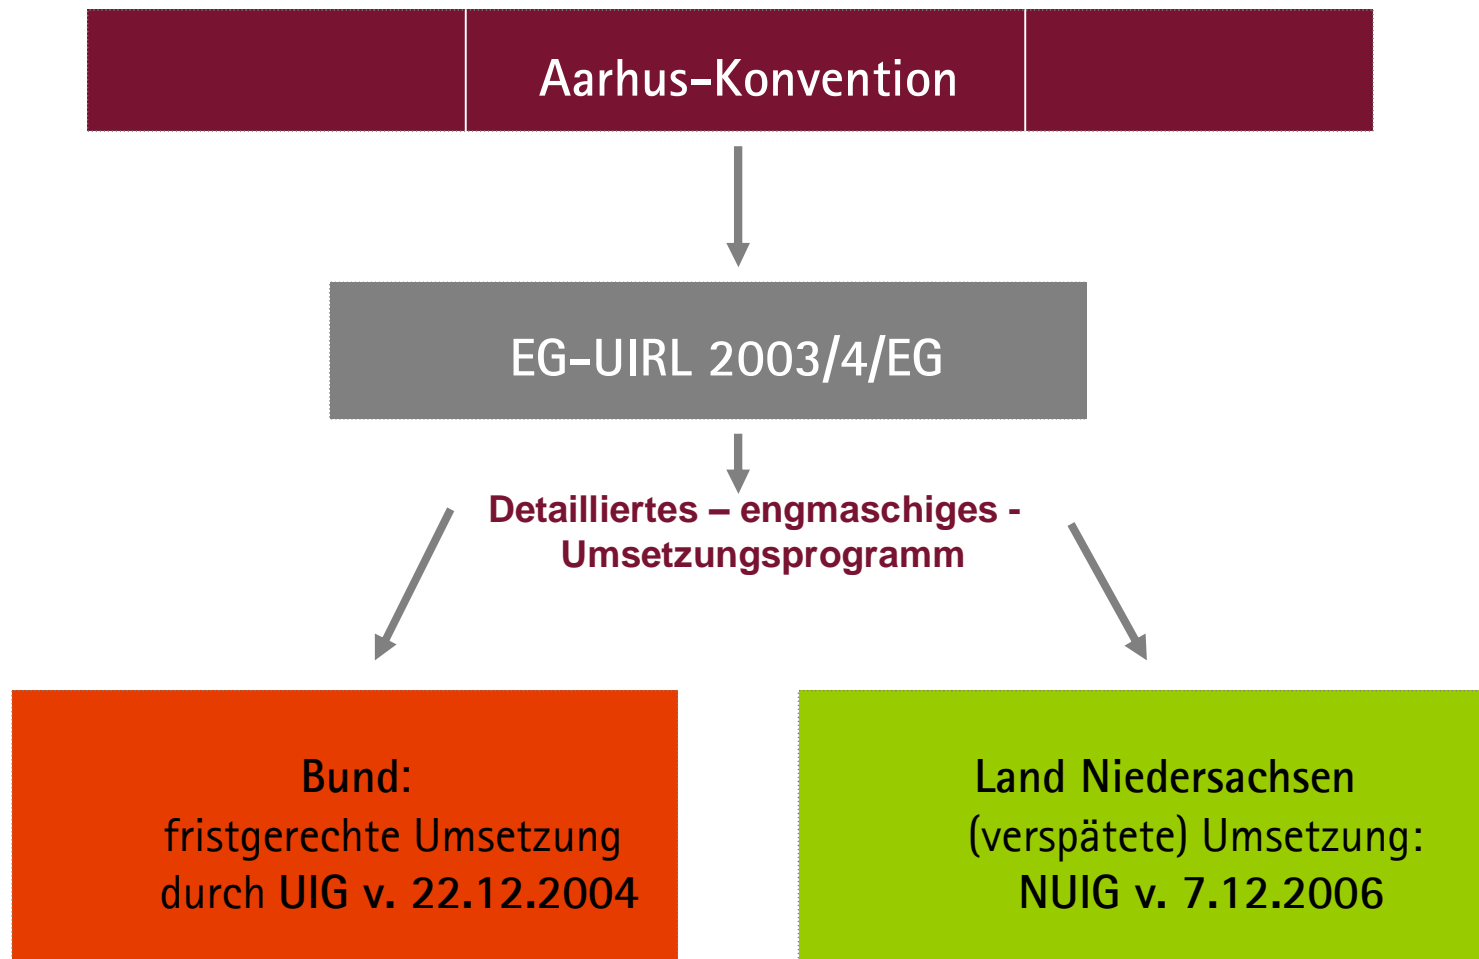 Aarhus-Konvention
EG-UIRL 2003/4/EG
Detailliertes – engmaschiges -
Umsetzungsprogramm
Bund:
fristgerechte Umsetzung
durch UIG v. 22.12.2004
Land Niedersachsen
(verspätete) Umsetzung:
NUIG v. 7.12.2006